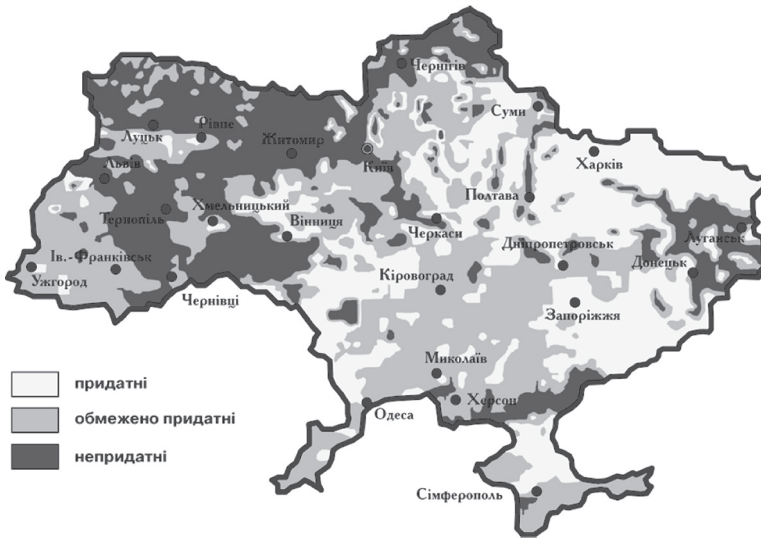 Чернігів
Суми
Луцьк
Рівне
Житомир
Київ
Харків
Львів
Тернопіль
Хмельницький
Вінниця
Полтава
Черкаси
Луганськ
Дніпропетровськ
Донецьк
Ів.-Франківськ
Ужгород
Кіровоград
Чернівці
Запоріжжя
Миколаїв
Херсон
Одеса
Сімферополь
придатні
обмежено придатні
непридатні